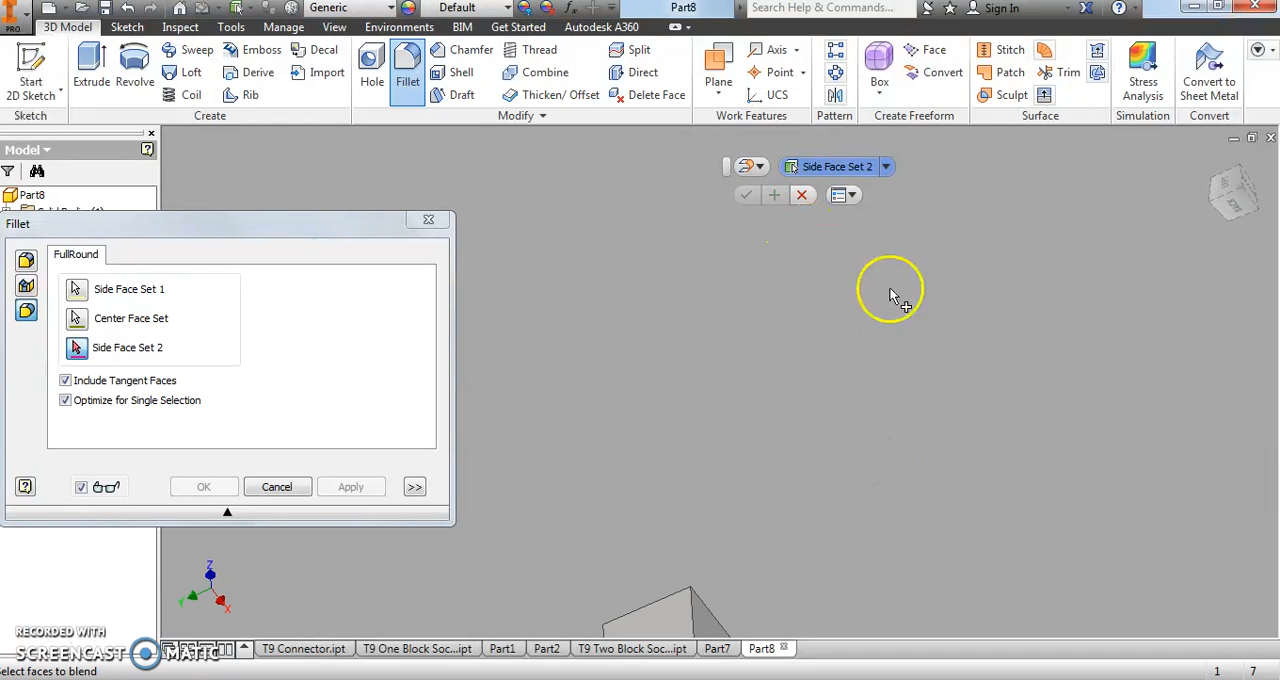 Generic
Default
Part8
Search Help & Commands...
Sign In
PRO
3D Model
Sketch
Inspect
Tools
Manage
View
Environments
BIM
Get Started
Autodesk A360
Start
2D Sketch
Extrude
Revolve
Sweep
Loft
Coil
Emboss
Derive
Rib
Decal
Import
Hole
Fillet
Chamfer
Shell
Draft
Thread
Combine
Thicken/ Offset
Split
Direct
Delete Face
Plane
Axis
Point
UCS
Box
Face
Convert
Stitch
Patch
Sculpt
Trim
Stress
Analysis
Convert to
Sheet Metal
Sketch
Create
Modify
Work Features
Pattern
Create Freeform
Surface
Simulation
Convert
Model
Part8
Side Face Set 2
Fillet
FullRound
Side Face Set 1
Center Face Set
Side Face Set 2
Include Tangent Faces
Optimize for Single Selection
OK
Cancel
Apply
>>
Z
Y
X
RECORDED WITH
SCREENCAST MATIC
T9 Connector.ipt
T9 One Block Soc...ipt
Part1
Part2
T9 Two Block Soc...ipt
Part7
Part8
Select faces to blend
1
7